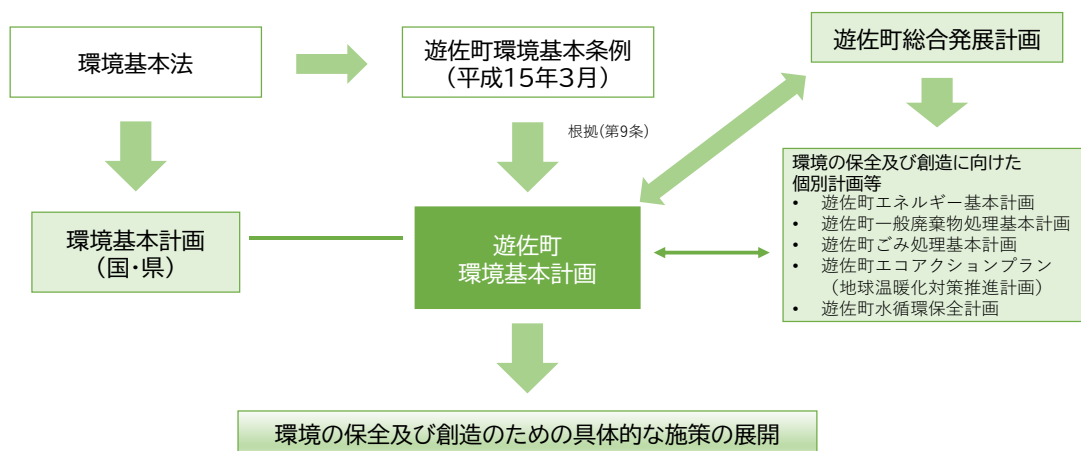 環境基本法
遊佐町環境基本条例
（平成15年3月）
遊佐町総合発展計画
根拠(第9条)
環境の保全及び創造に向けた
個別計画等
• 遊佐町エネルギー基本計画
• 遊佐町一般廃棄物処理基本計画
• 遊佐町ごみ処理基本計画
• 遊佐町エコアクションプラン
（地球温暖化対策推進計画）
• 遊佐町水循環保全計画
環境基本計画
（国・県）
遊佐町
環境基本計画
環境の保全及び創造のための具体的な施策の展開